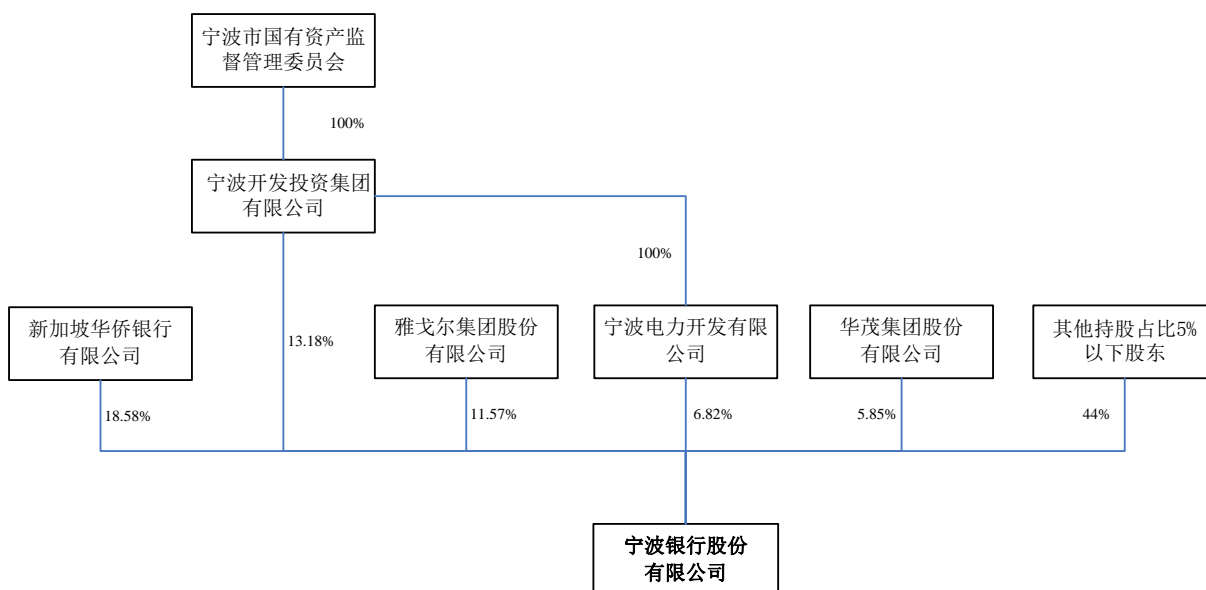 宁波市国有资产监
督管理委员会
100%
宁波开发投资集团
有限公司
100%
新加坡华侨银行
有限公司
13.18%
雅戈尔集团股份
有限公司
宁波电力开发有限
公司
华茂集团股份
有限公司
其他持股占比5%
以下股东
18.58%
11.57%
6.82%
5.85%
44%
宁波银行股份
有限公司